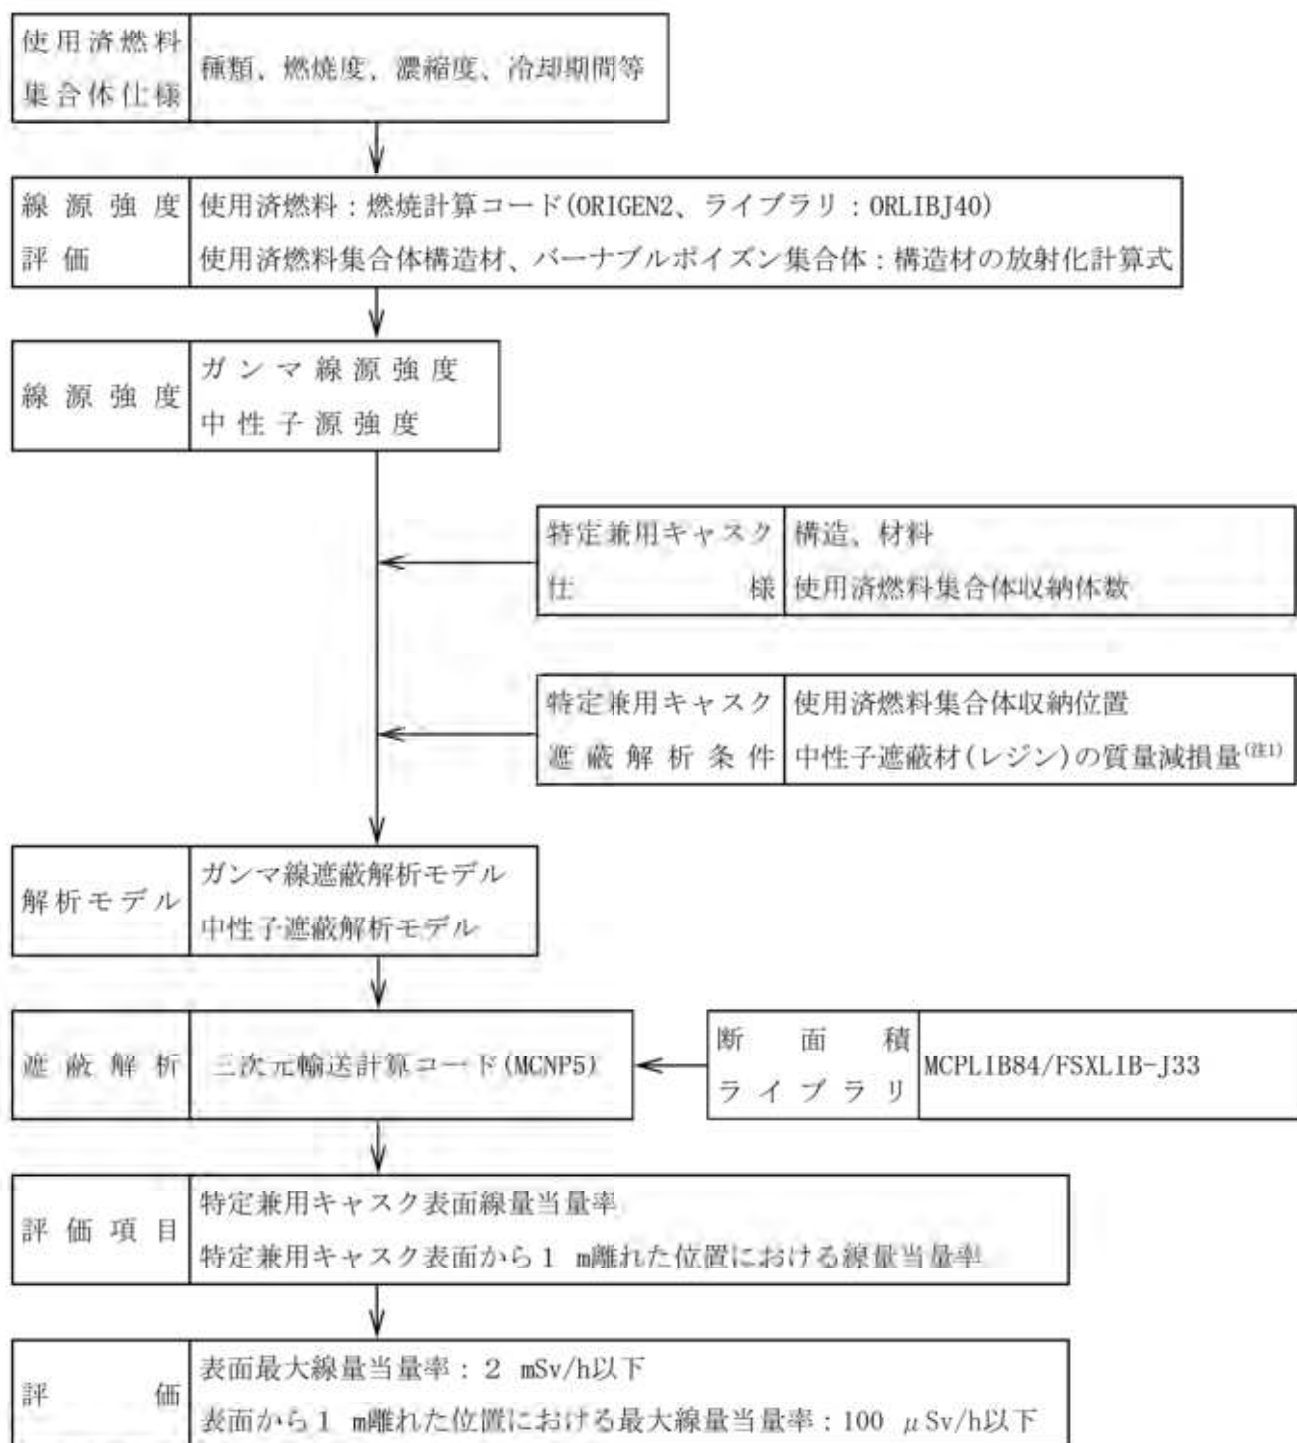 使用済燃料
集合体仕様
種類、燃焼度、濃縮度、冷却期間等
線源強度
評価
使用済燃料：燃焼計算コード(ORIGEN2、ライブラリ：ORLIBJ40)
使用済燃料集合体構造材、バーナブルポイズン集合体：構造材の放射化計算式
線源強度
ガンマ線源強度
中性子源強度
特定兼用キャスク
仕様
構造、材料
使用済燃料集合体収納体数
特定兼用キャスク
遮蔽解析条件
使用済燃料集合体収納位置
中性子遮蔽材(レジン)の質量減損量(注1)
解析モデル
ガンマ線遮蔽解析モデル
中性子遮蔽解析モデル
遮蔽解析
三次元輸送計算コード(MCNP5)
断面積
ライブラリ
MCPLIB84/FSXLIB-J33
評価項目
特定兼用キャスク表面線量当量率
特定兼用キャスク表面から1 m離れた位置における線量当量率
評価
表面最大線量当量率：2 mSv/h以下
表面から1 m離れた位置における最大線量当量率：100 μSv/h以下